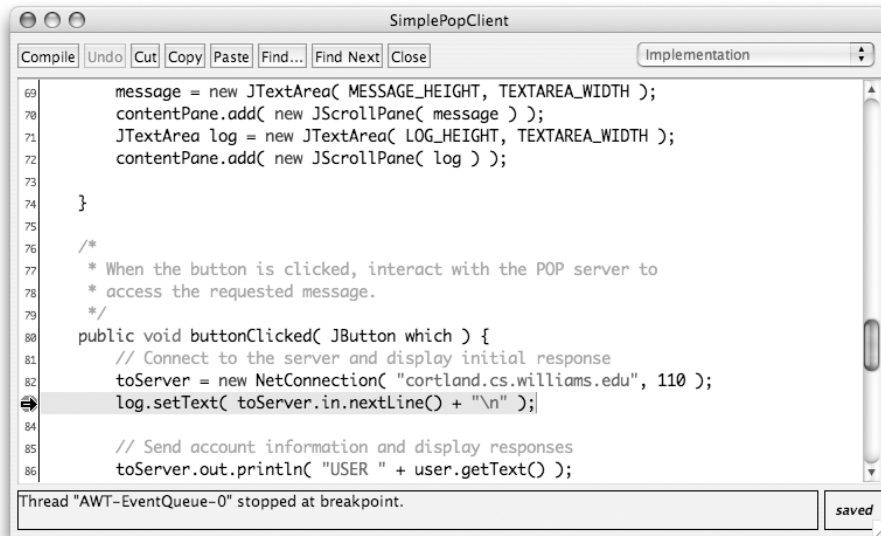 SimplePopClient
Compile Undo Cut Copy Paste Find... Find Next Close Implementation
69 message = new JTextArea( MESSAGE_HEIGHT, TEXTAREA_WIDTH );
70 contentPane.add( new JScrollPane( message ) );
71 JTextArea log = new JTextArea( LOG_HEIGHT, TEXTAREA_WIDTH );
72 contentPane.add( new JScrollPane( log ) );
73
74 }
75
76 /*
77 * When the button is clicked, interact with the POP server to
78 * access the requested message.
79 */
80 public void buttonClicked( JButton which ) {
81 // Connect to the server and display initial response
82 toServer = new NetConnection( "cortland.cs.williams.edu", 110 );
log.setText( toServer.in.nextLine() + "\n" );
84
85 // Send account information and display responses
86 toServer.out.println( "USER " + user.getText() );
Thread "AWT-EventQueue-0" stopped at breakpoint.
saved